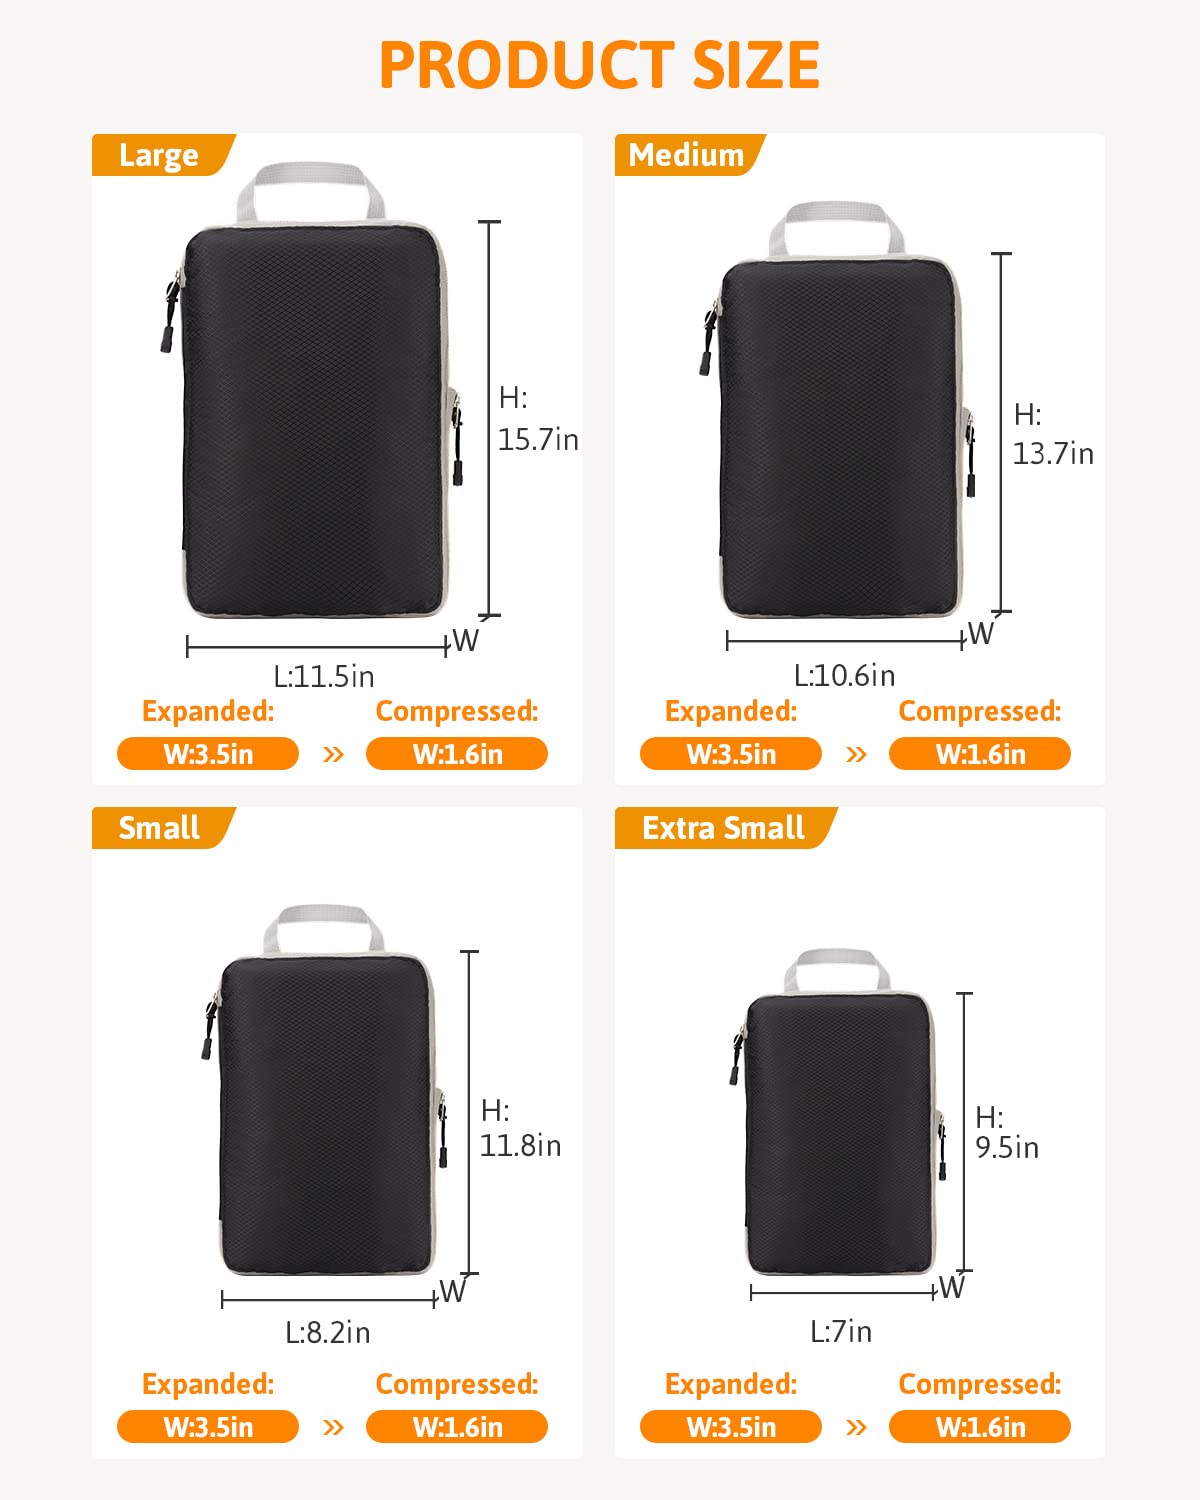 PRODUCT SIZE
Large
H:
15.7in
W
L:11.5in
Expanded: Compressed:
W:3.5in » W:1.6in
Medium
H:
13.7in
W
L:10.6in
Expanded: Compressed:
W:3.5in » W:1.6in
Small
H:
11.8in
W
L:8.2in
Expanded: Compressed:
W:3.5in » W:1.6in
Extra Small
H:
9.5in
W
L:7in
Expanded: Compressed:
W:3.5in » W:1.6in